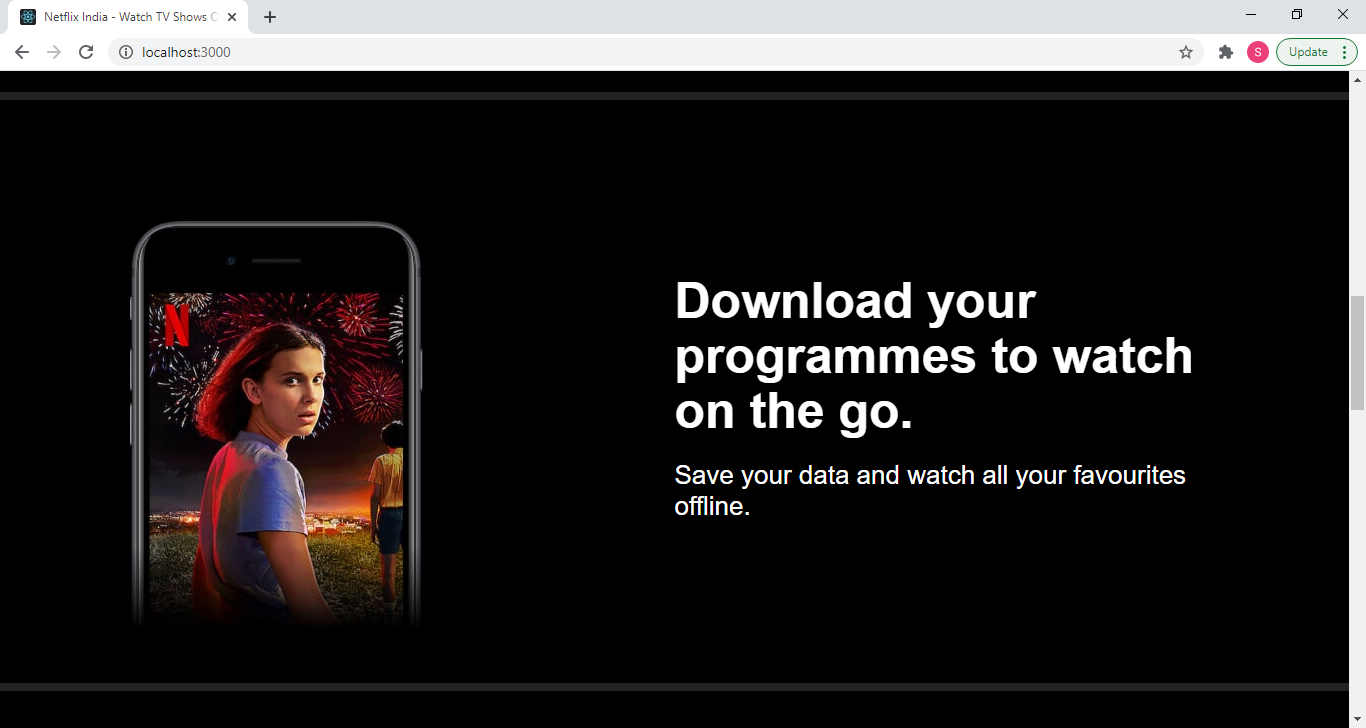 Netflix India - Watch TV Shows O
localhost:3000
S
Update
N
Download your
programmes to watch
on the go.
Save your data and watch all your favourites
offline.